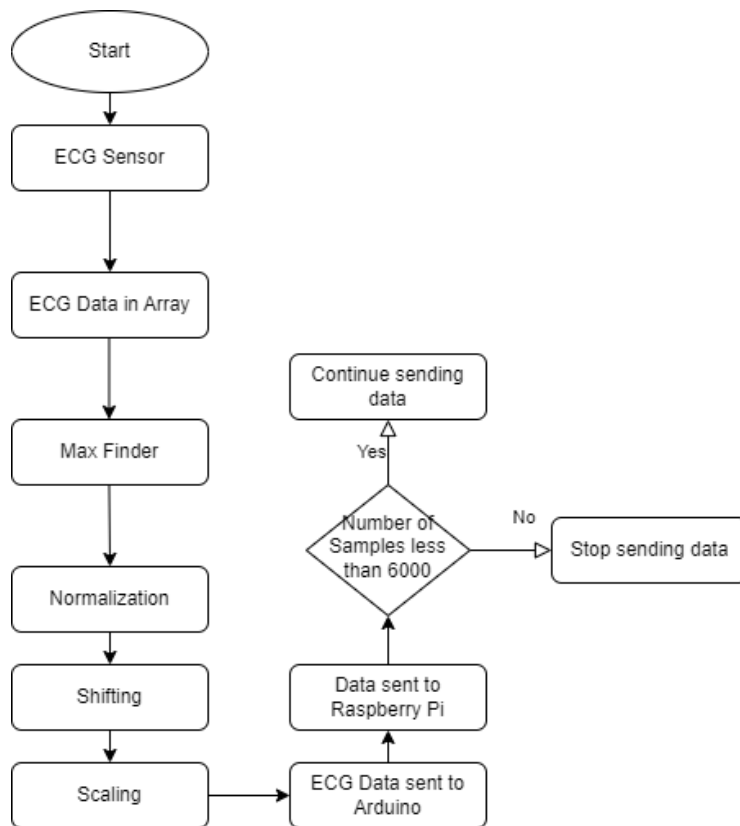 Start
ECG Sensor
ECG Data in Array
Max Finder
Normalization
Shifting
Scaling
ECG Data sent to
Arduino
Data sent to
Raspberry Pi
Number of
Samples less
than 6000
Yes
Continue sending
data
No
Stop sending data